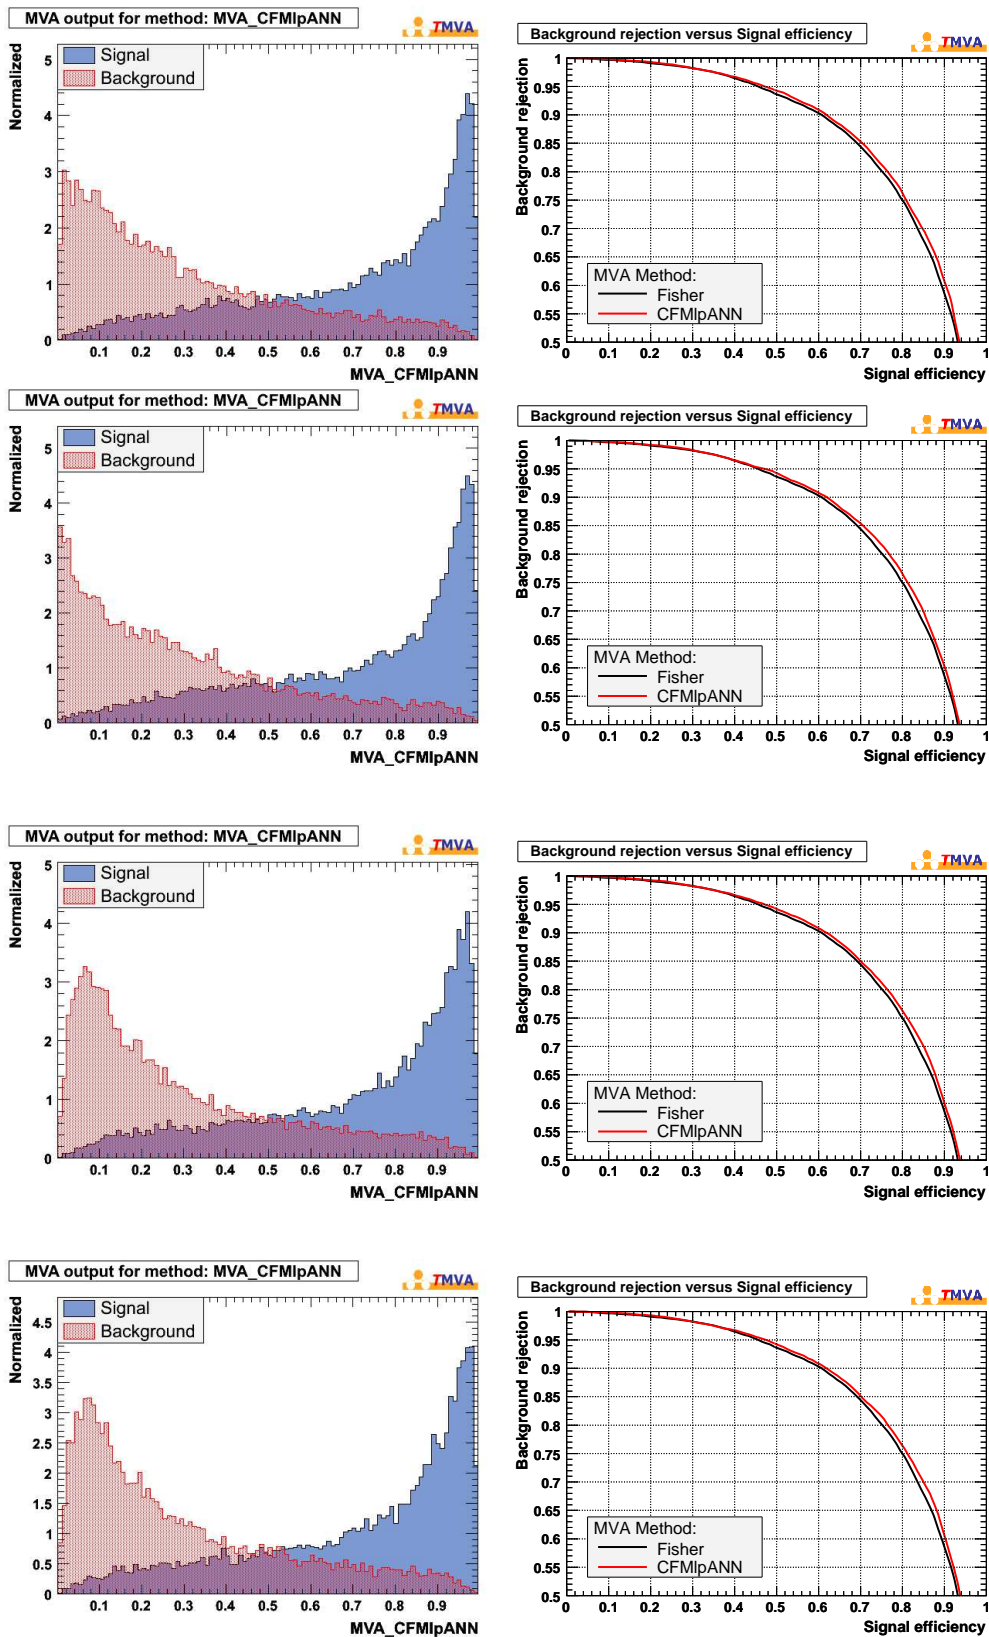 MVA output for method: MVA_CFMlpANN
TMVA
Signal
Background
Normalized
5
4
3
2
1
0
0.1 0.2 0.3 0.4 0.5 0.6 0.7 0.8 0.9
MVA_CFMlpANN
Background rejection versus Signal efficiency
TMVA
Background rejection
1
0.95
0.9
0.85
0.8
0.75
0.7
0.65
0.6
0.55
0.5
MVA Method:
Fisher
CFMlpANN
0 0.1 0.2 0.3 0.4 0.5 0.6 0.7 0.8 0.9 1
Signal efficiency
MVA output for method: MVA_CFMlpANN
TMVA
Signal
Background
Normalized
5
4
3
2
1
0
0.1 0.2 0.3 0.4 0.5 0.6 0.7 0.8 0.9
MVA_CFMlpANN
Background rejection versus Signal efficiency
TMVA
Background rejection
1
0.95
0.9
0.85
0.8
0.75
0.7
0.65
0.6
0.55
0.5
MVA Method:
Fisher
CFMlpANN
0 0.1 0.2 0.3 0.4 0.5 0.6 0.7 0.8 0.9 1
Signal efficiency
MVA output for method: MVA_CFMlpANN
TMVA
Signal
Background
Normalized
5
4
3
2
1
0
0.1 0.2 0.3 0.4 0.5 0.6 0.7 0.8 0.9
MVA_CFMlpANN
Background rejection versus Signal efficiency
TMVA
Background rejection
1
0.95
0.9
0.85
0.8
0.75
0.7
0.65
0.6
0.55
0.5
MVA Method:
Fisher
CFMlpANN
0 0.1 0.2 0.3 0.4 0.5 0.6 0.7 0.8 0.9 1
Signal efficiency
MVA output for method: MVA_CFMlpANN
TMVA
Signal
Background
Normalized
4.5
4
3.5
3
2.5
2
1.5
1
0.5
0
0.1 0.2 0.3 0.4 0.5 0.6 0.7 0.8 0.9
MVA_CFMlpANN
Background rejection versus Signal efficiency
TMVA
Background rejection
1
0.95
0.9
0.85
0.8
0.75
0.7
0.65
0.6
0.55
0.5
MVA Method:
Fisher
CFMlpANN
0 0.1 0.2 0.3 0.4 0.5 0.6 0.7 0.8 0.9 1
Signal efficiency